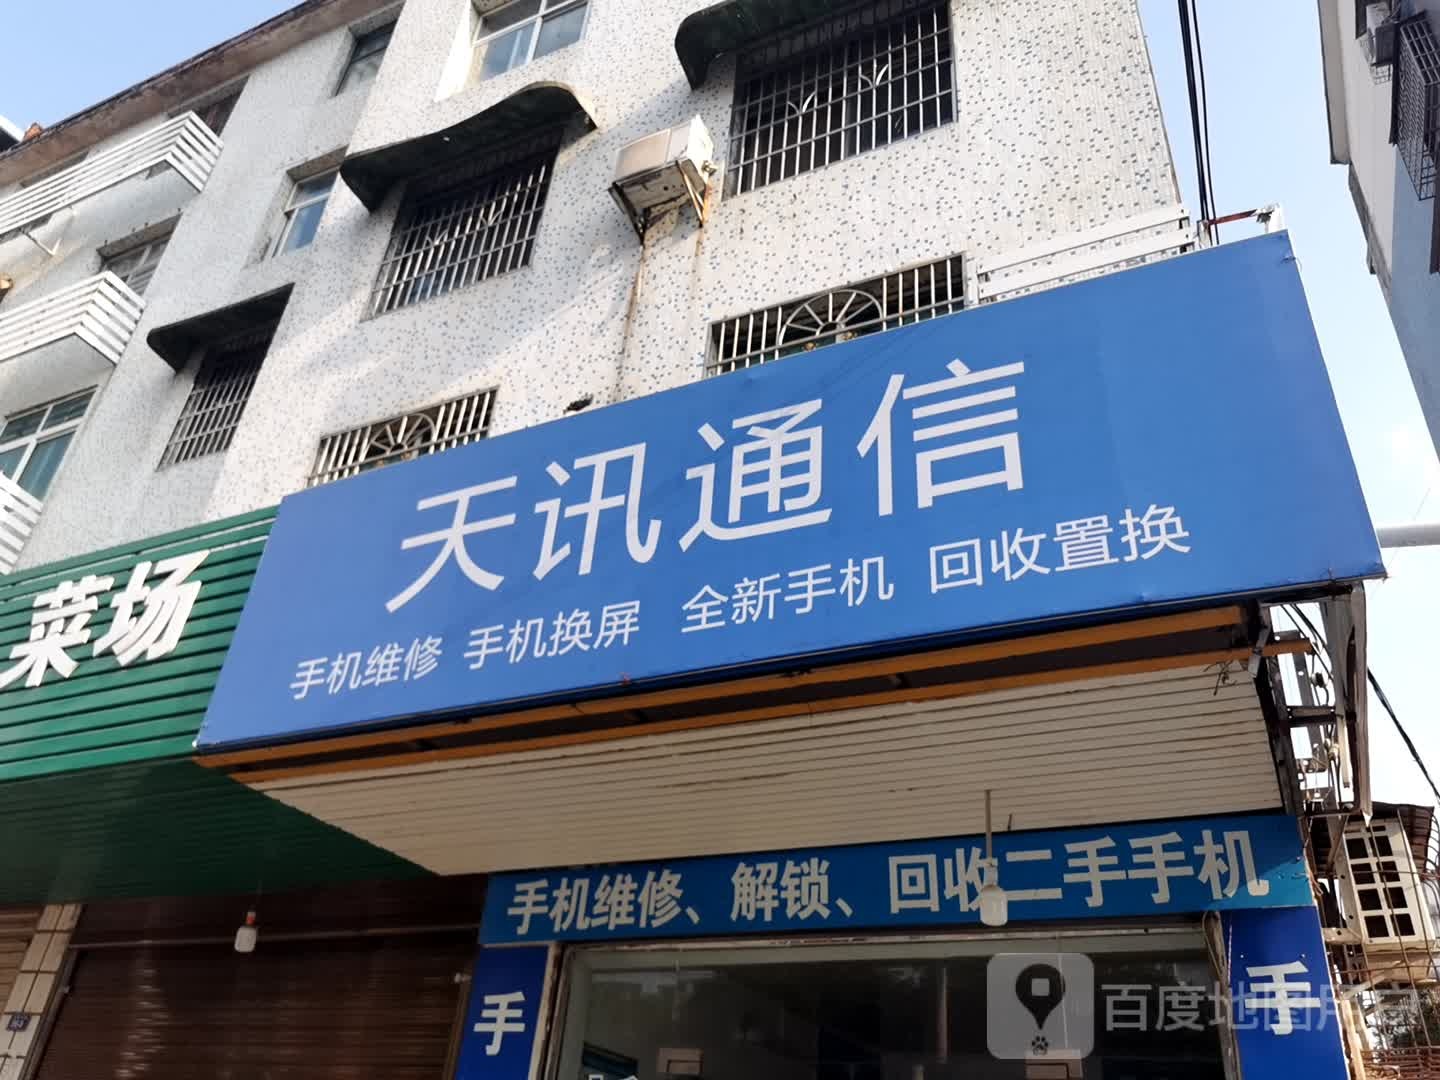 天讯通信
手机维修 手机换屏 全新手机 回收置换
菜场
手机维修、解锁、回收二手手机
手
手
百度地图用户